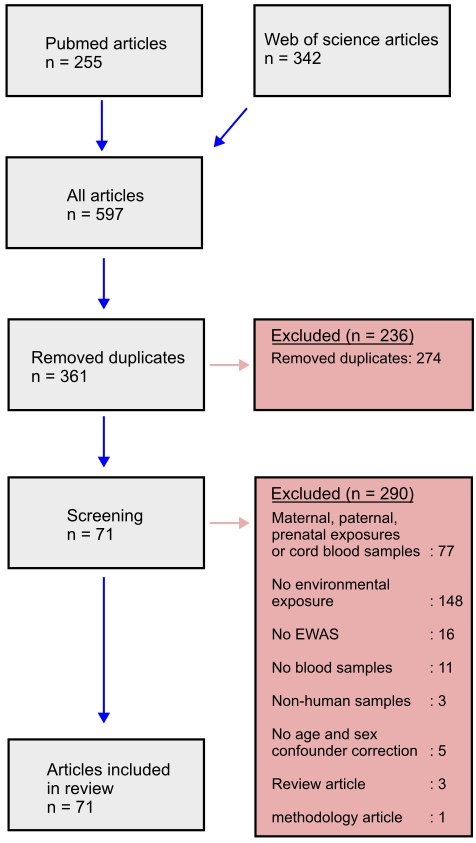 Pubmed articles
n = 255
Web of science articles
n = 342
All articles
n = 597
Removed duplicates
n = 361
Excluded (n = 236)
Removed duplicates: 274
Screening
n = 71
Excluded (n = 290)
Maternal, paternal,
prenatal exposures
or cord blood samples : 77
No environmental
exposure : 148
No EWAS : 16
No blood samples : 11
Non-human samples : 3
No age and sex
confounder correction : 5
Review article : 3
methodology article : 1
Articles included
in review
n = 71